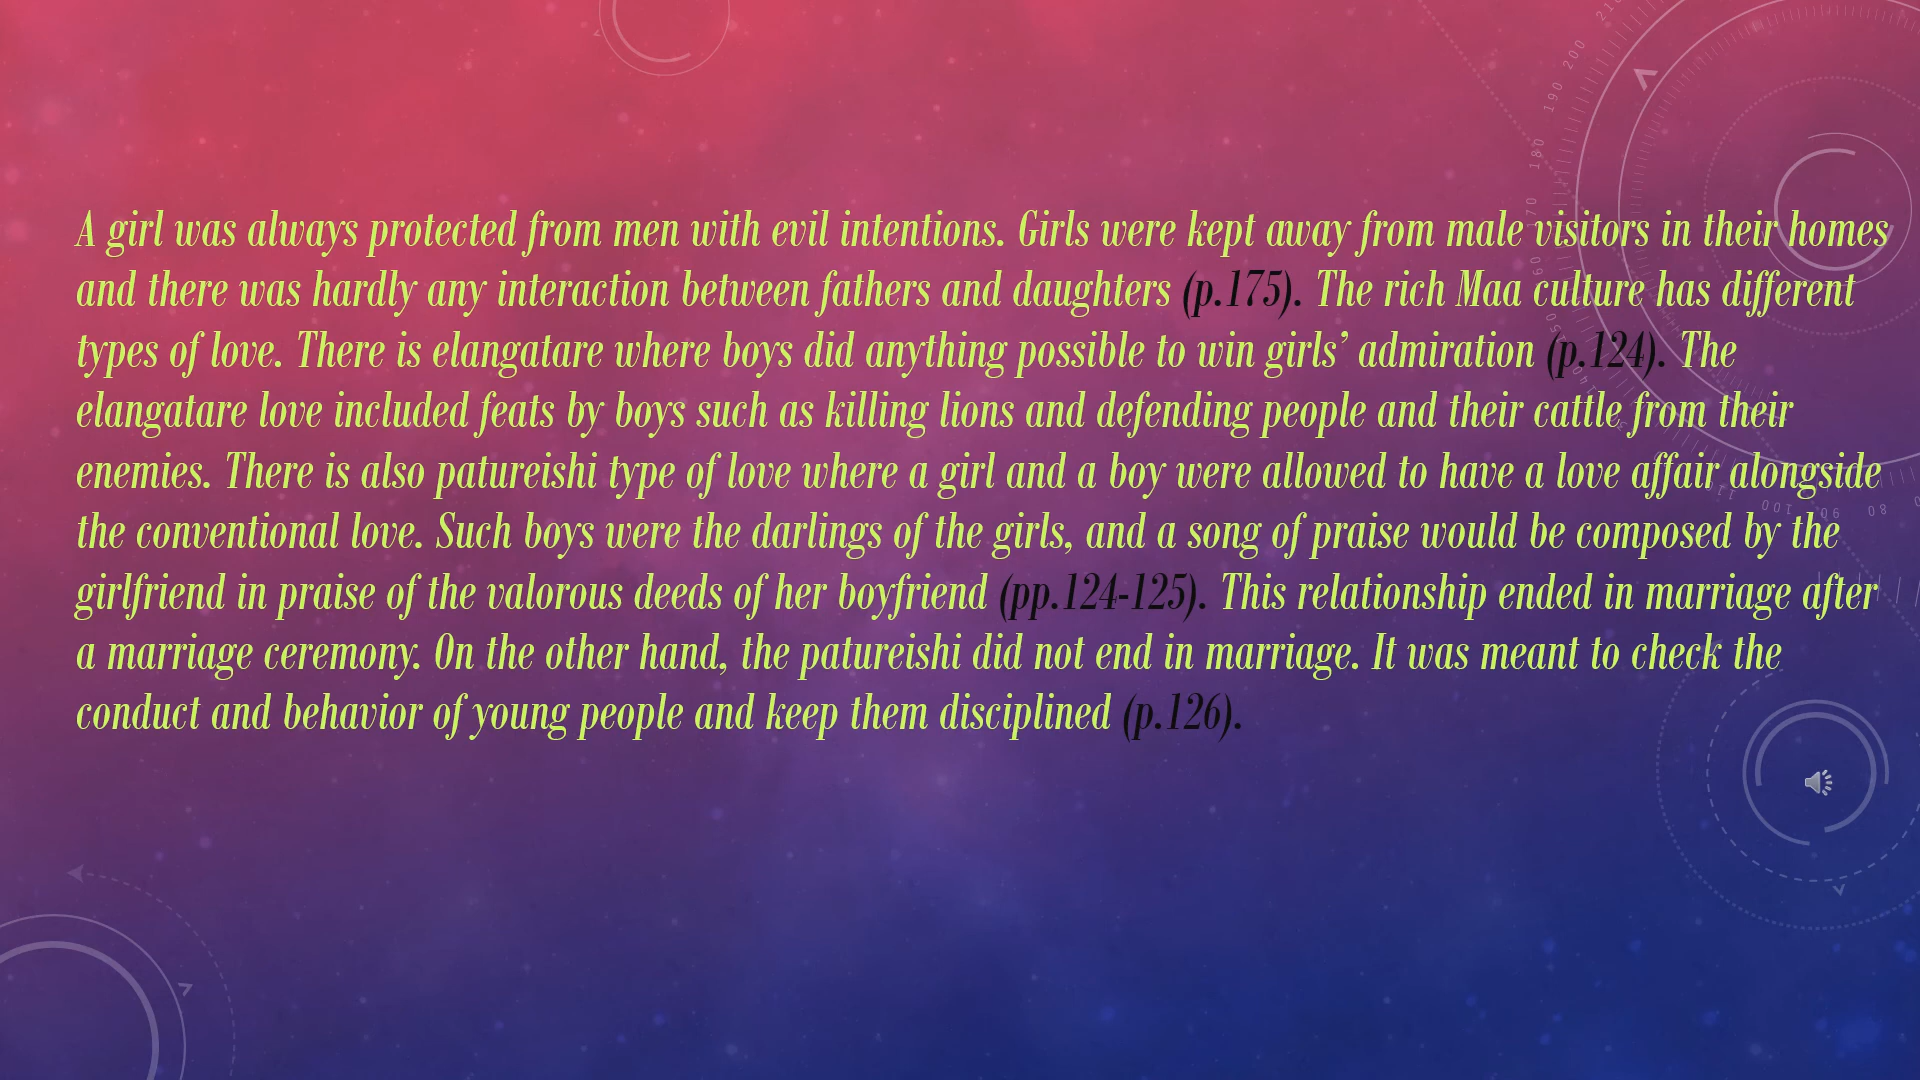 A girl was always protected from men with evil intentions. Girls were kept away from male visitors in their homes
and there was hardly any interaction between fathers and daughters (p.175). The rich Maa culture has different
types of love. There is elangatare where boys did anything possible to win girls’ admiration (p.124). The
elangatare love included feats by boys such as killing lions and defending people and their cattle from their
enemies. There is also patureishi type of love where a girl and a boy were allowed to have a love affair alongside
the conventional love. Such boys were the darlings of the girls, and a song of praise would be composed by the
girlfriend in praise of the valorous deeds of her boyfriend (pp.124-125). This relationship ended in marriage after
a marriage ceremony. On the other hand, the patureishi did not end in marriage. It was meant to check the
conduct and behavior of young people and keep them disciplined (p.126).